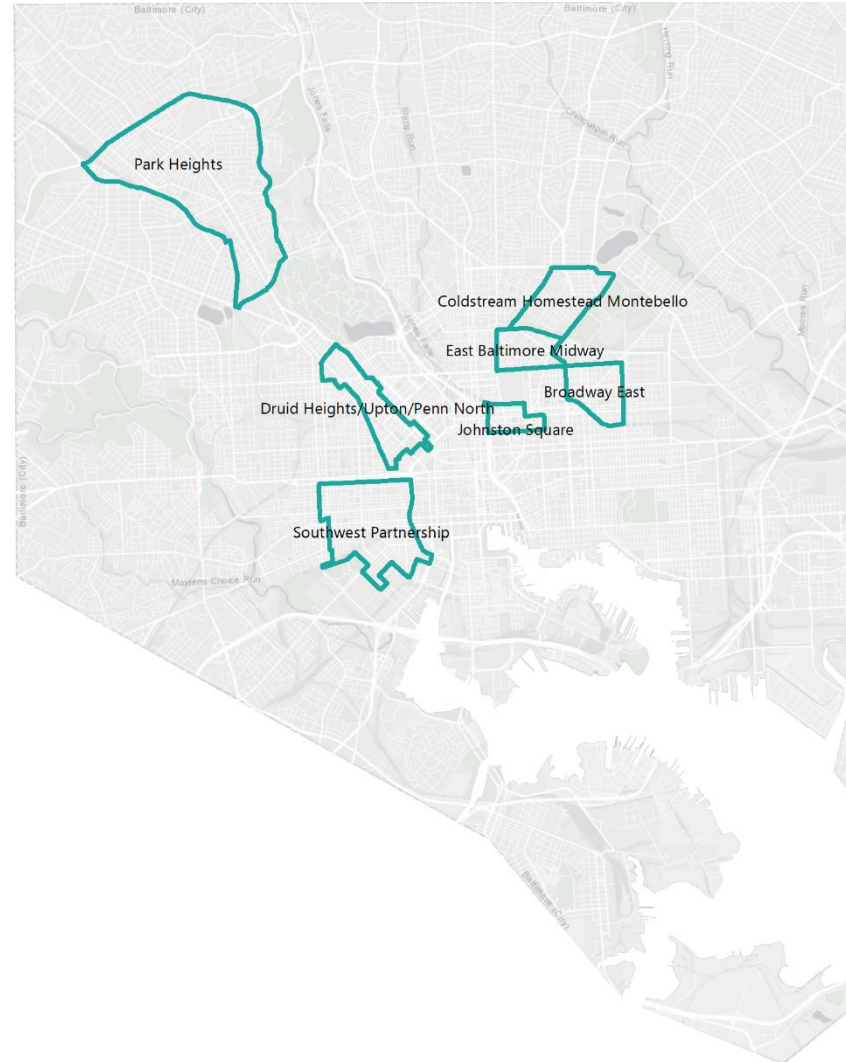 Baltimore (City)
Baltimore (City)
Herring Run
Jones Falls
Stony Run
Chinquapin Run
Park Heights
Moores Run
Coldstream Homestead Montebello
Jones Falls
East Baltimore Midway
Broadway East
Druid Heights/Upton/Penn North
Johnston Square
Baltimore (City)
Southwest Partnership
Maidens Choice Run
Baltimore (City)